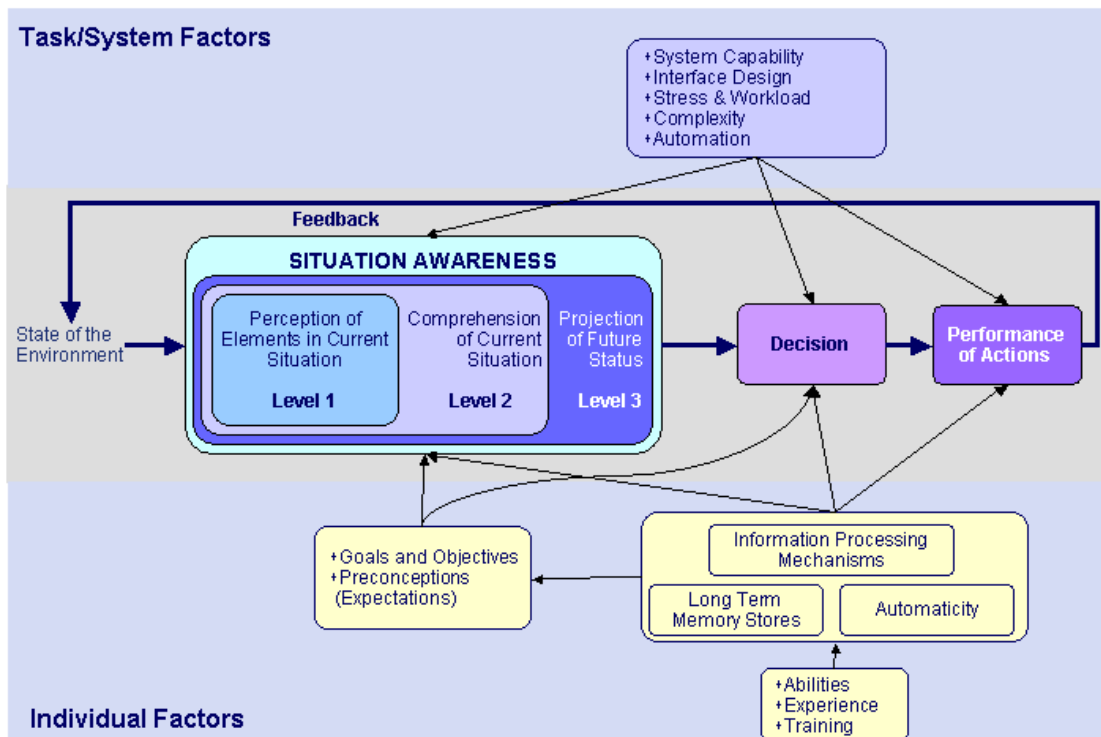 Task/System Factors
+System Capability
+Interface Design
+Stress & Workload
+Complexity
+Automation
Feedback
SITUATION AWARENESS
State of the
Environment
Perception of
Elements in Current
Situation
Level 1
Comprehension
of Current
Situation
Level 2
Projection
of Future
Status
Level 3
Decision
Performance
of Actions
+Goals and Objectives
+Preconceptions
(Expectations)
Information Processing
Mechanisms
Long Term
Memory Stores
Automaticity
+Abilities
+Experience
+Training
Individual Factors